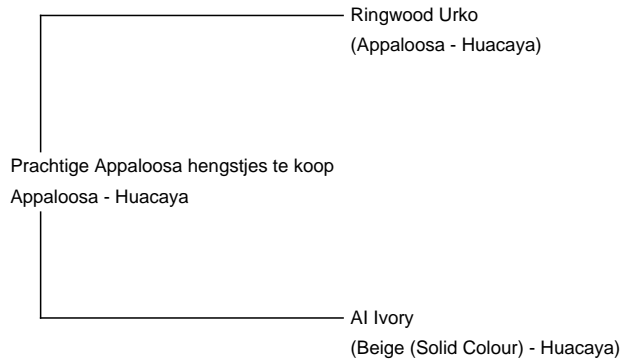 Ringwood Urko
(Appaloosa - Huacaya)
Prachtige Appaloosa hengstjes te koop
Appaloosa - Huacaya
AI Ivory
(Beige (Solid Colour) - Huacaya)